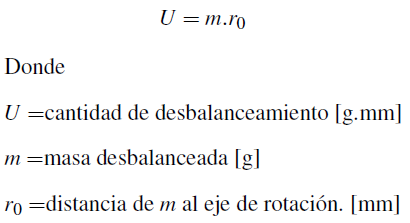 U = m.r₀
Donde
U =cantidad de desbalanceamiento [g.mm]
m =masa desbalanceada [g]
r₀ =distancia de m al eje de rotación. [mm]